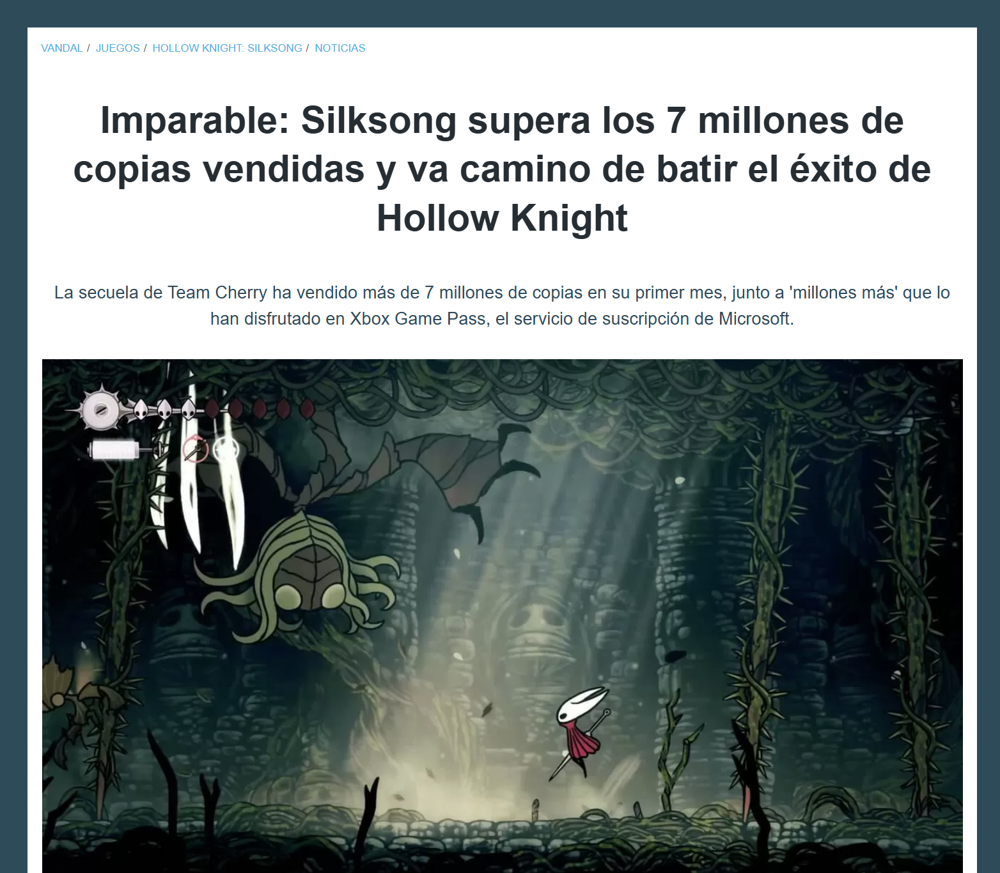 VANDAL / JUEGOS / HOLLOW KNIGHT: SILKSONG / NOTICIAS
Imparable: Silksong supera los 7 millones de
copias vendidas y va camino de batir el éxito de
Hollow Knight
La secuela de Team Cherry ha vendido más de 7 millones de copias en su primer mes, junto a 'millones más' que lo
han disfrutado en Xbox Game Pass, el servicio de suscripción de Microsoft.